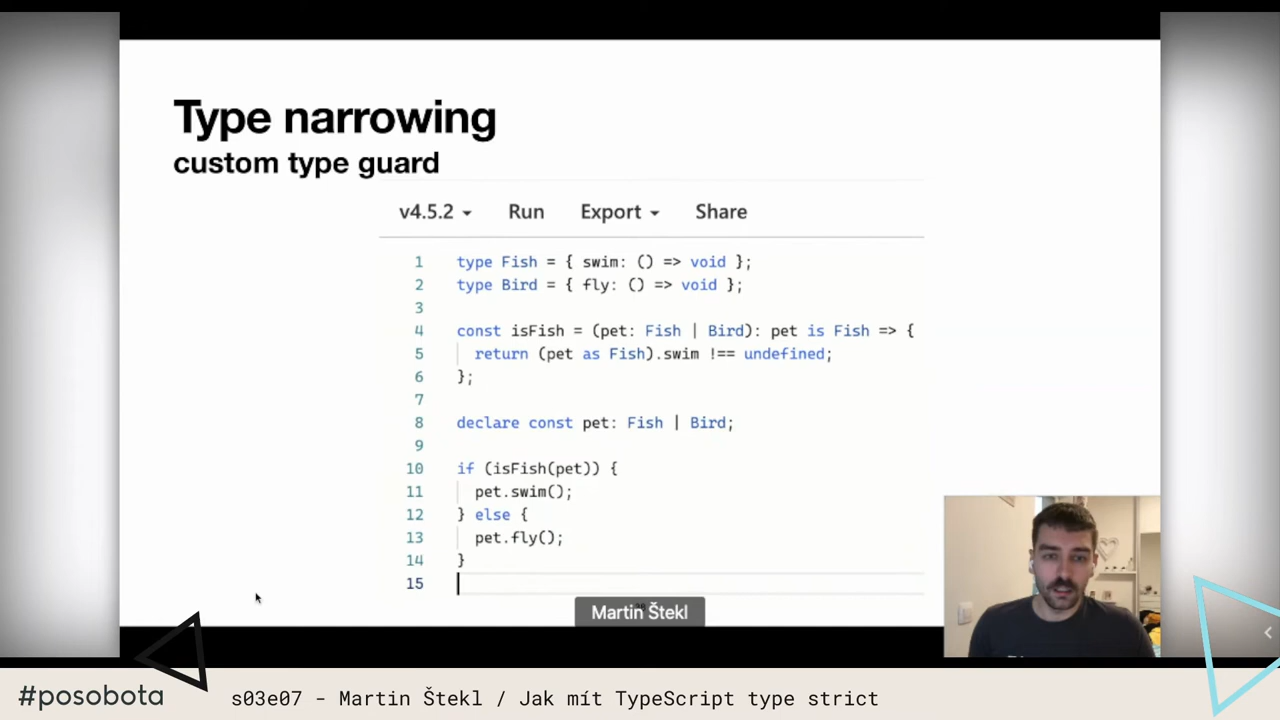 Type narrowing
custom type guard
v4.5.2 Run Export Share
1 type Fish = { swim: () => void };
2 type Bird = { fly: () => void };
3
4 const isFish = (pet: Fish | Bird): pet is Fish => {
5 return (pet as Fish).swim !== undefined;
6 };
7
8 declare const pet: Fish | Bird;
9
10 if (isFish(pet)) {
11 pet.swim();
12 } else {
13 pet.fly();
14 }
15
Martin Štekl
#posobota s03e07 - Martin Štekl / Jak mít TypeScript type strict